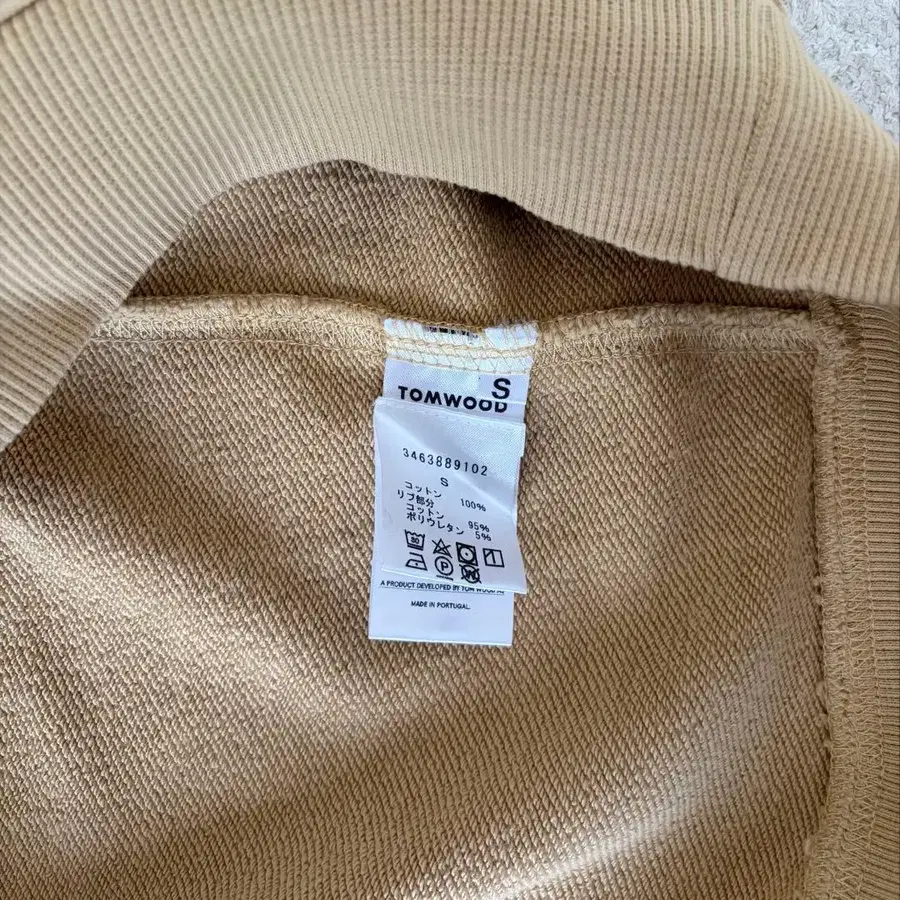 S
TOMWOOD
3463889102
S
コットン
リブ部分 100%
コットン
ポリウレタン 95%
5%
A PRODUCT DEVELOPED BY TOM WOOD AS
MADE IN PORTUGAL.